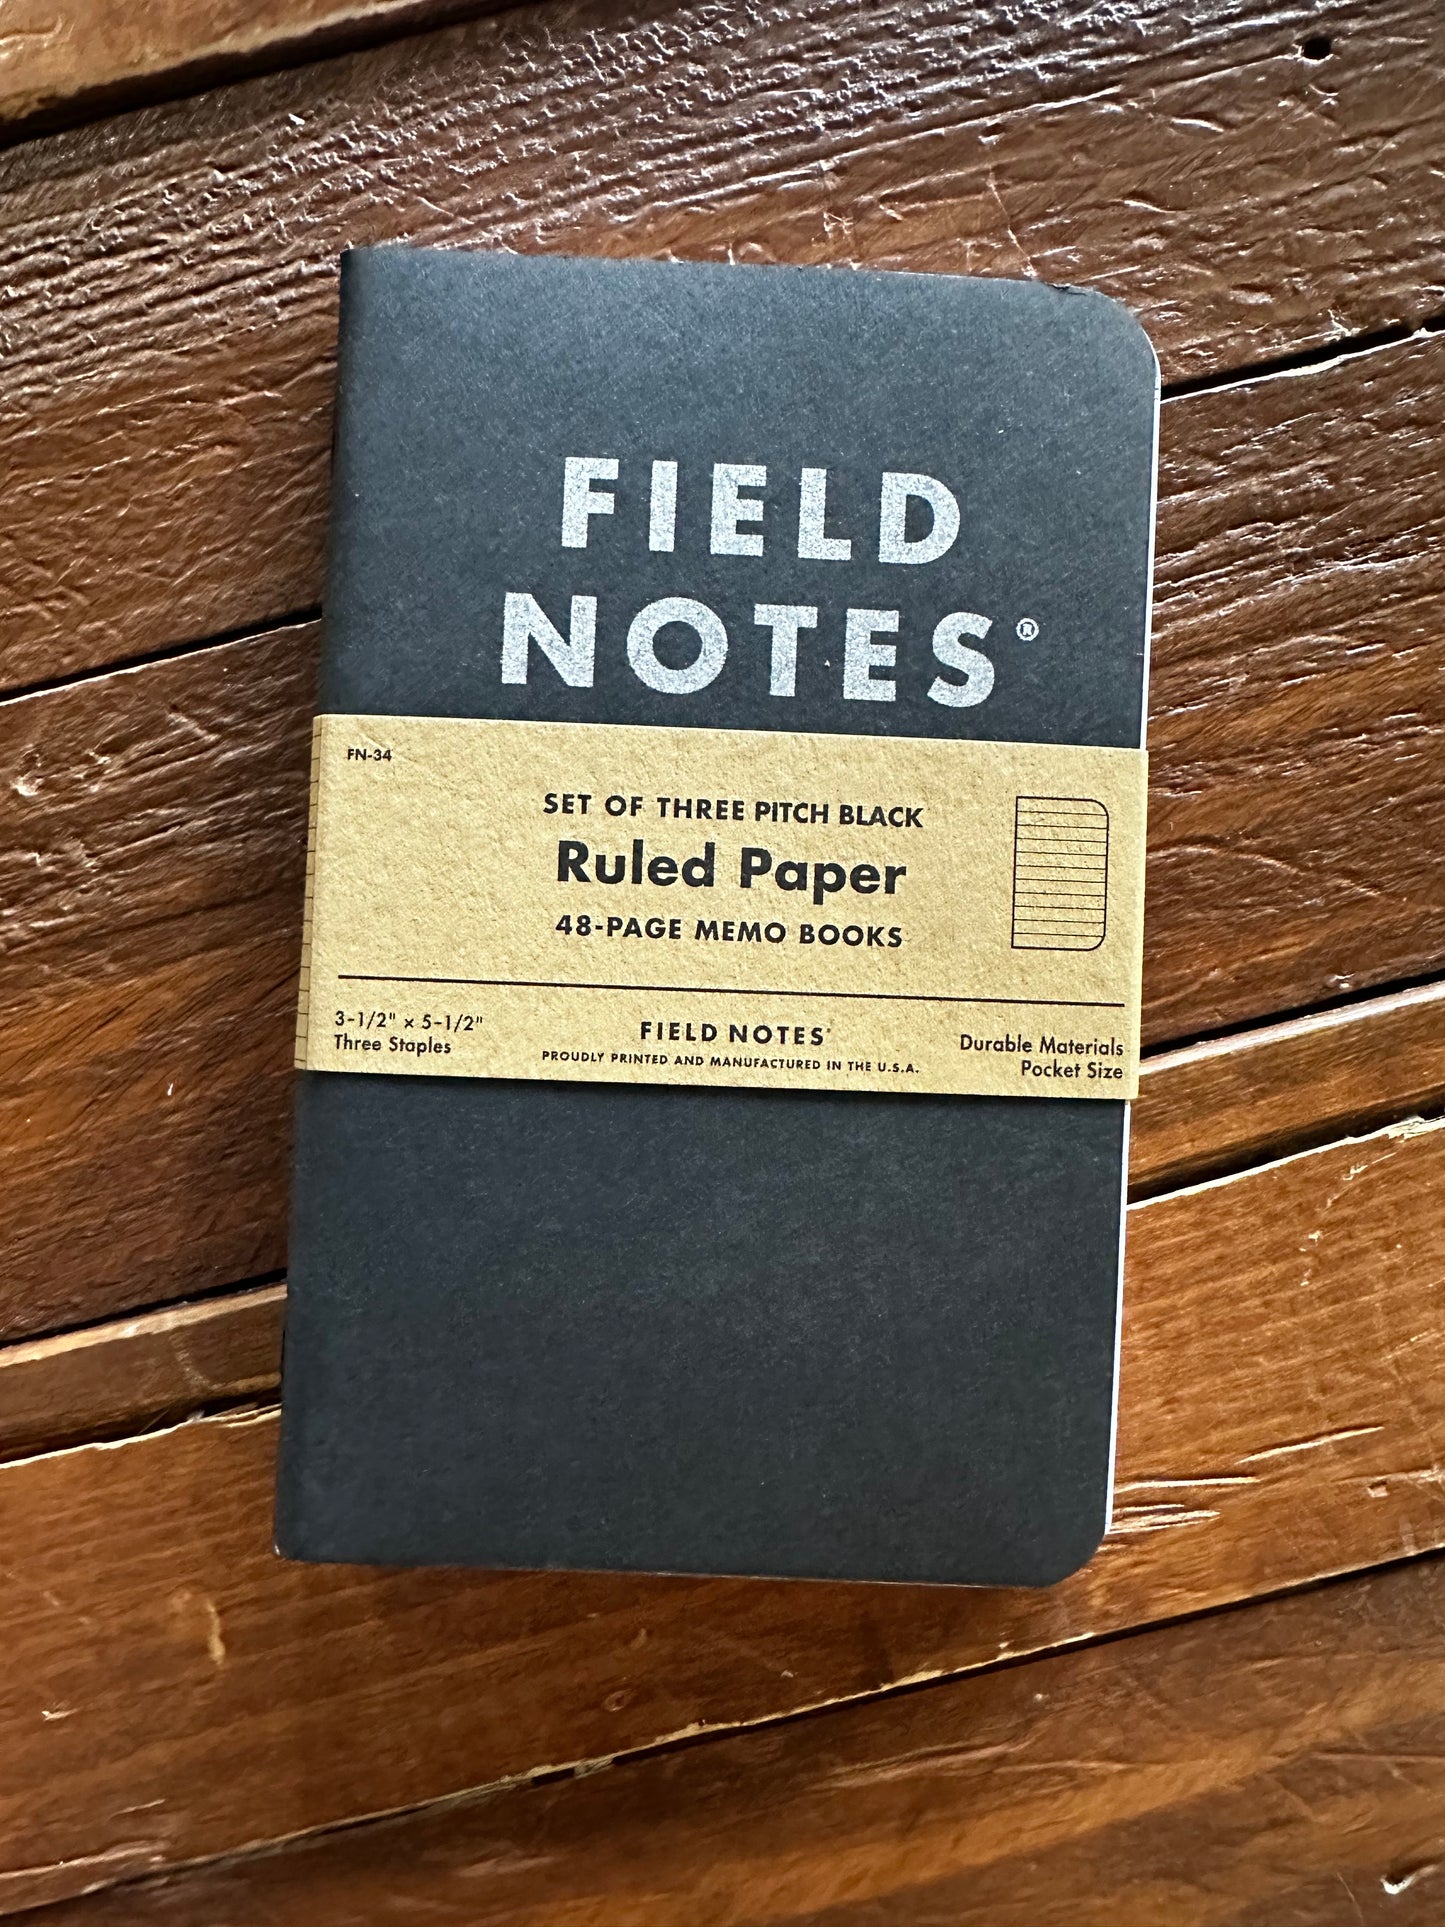 FIELD
NOTES®
FN-34
SET OF THREE PITCH BLACK
Ruled Paper
48-PAGE MEMO BOOKS
3-1/2" × 5-1/2"
Three Staples
FIELD NOTES®
PROUDLY PRINTED AND MANUFACTURED IN THE U.S.A.
Durable Materials
Pocket Size